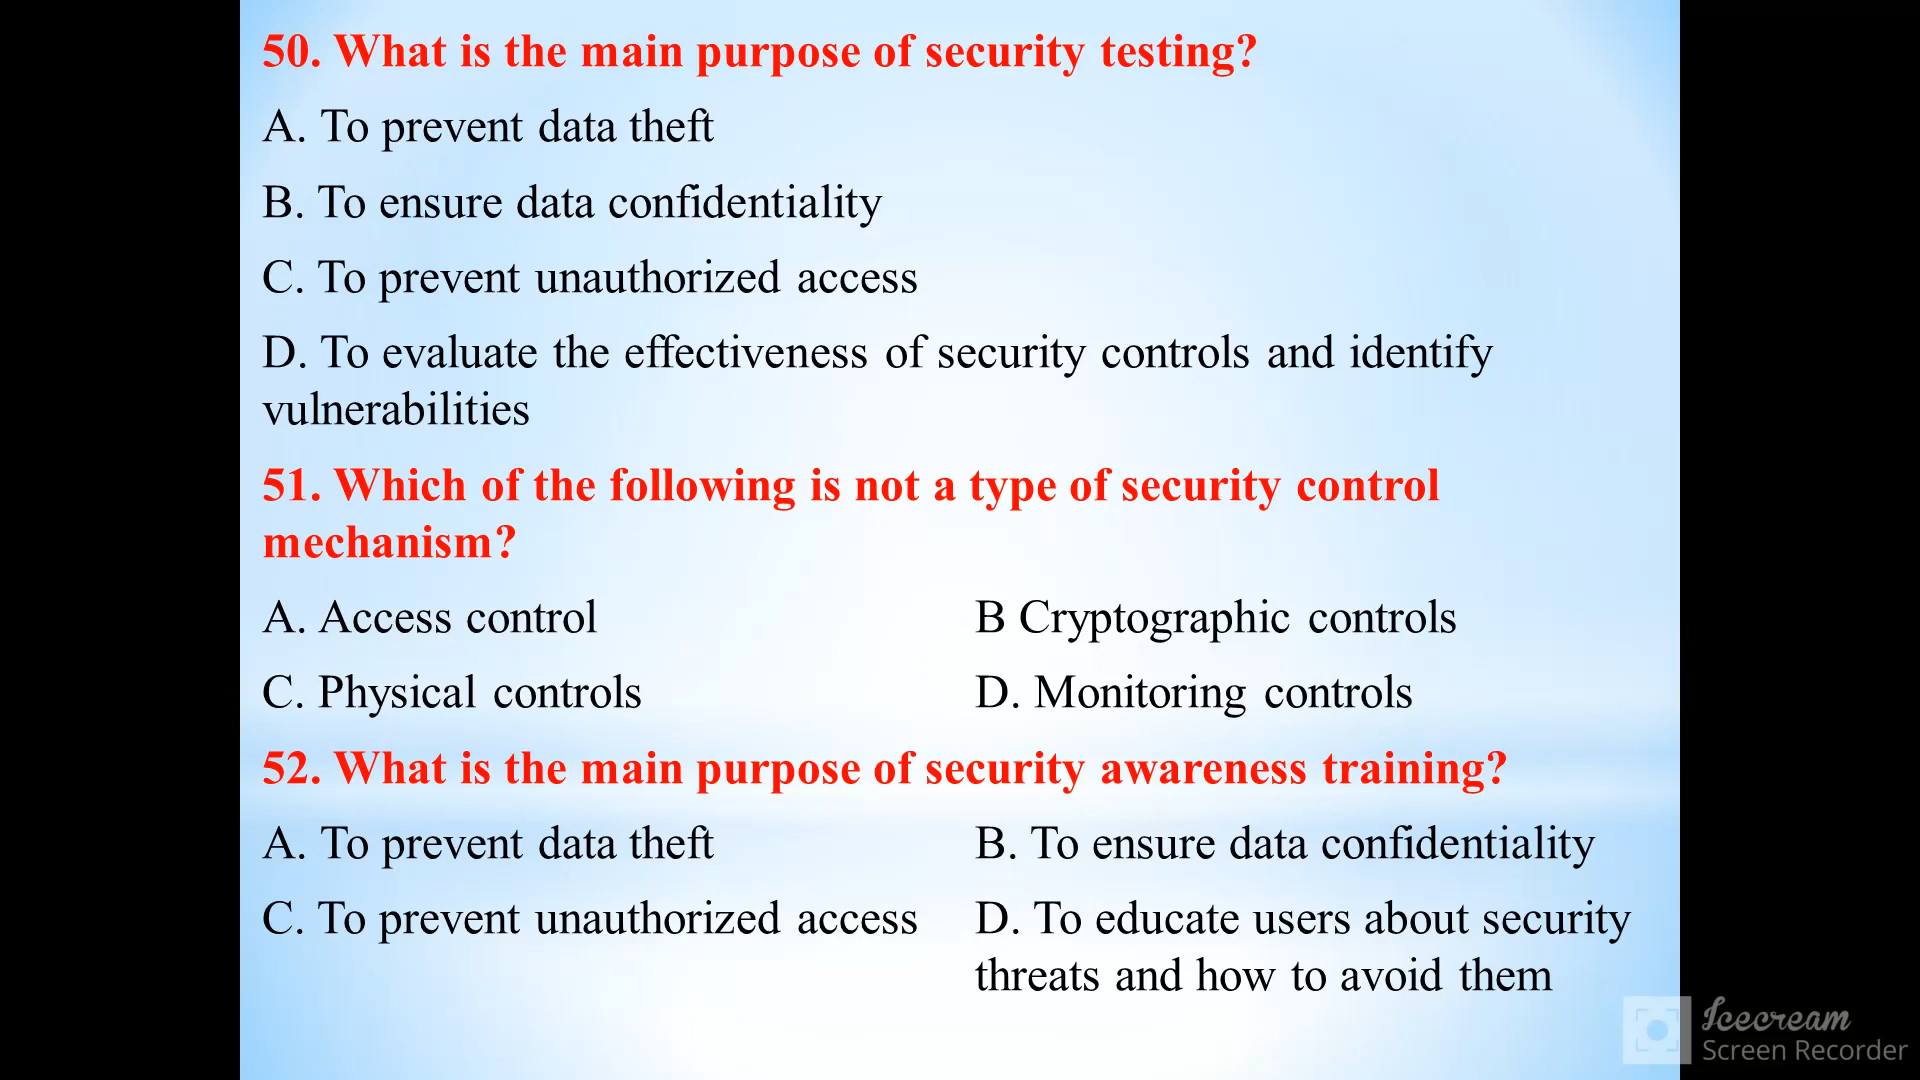 50. What is the main purpose of security testing?
A. To prevent data theft
B. To ensure data confidentiality
C. To prevent unauthorized access
D. To evaluate the effectiveness of security controls and identify
vulnerabilities
51. Which of the following is not a type of security control
mechanism?
A. Access control
B Cryptographic controls
C. Physical controls
D. Monitoring controls
52. What is the main purpose of security awareness training?
A. To prevent data theft
B. To ensure data confidentiality
C. To prevent unauthorized access
D. To educate users about security
threats and how to avoid them
Icecream
Screen Recorder